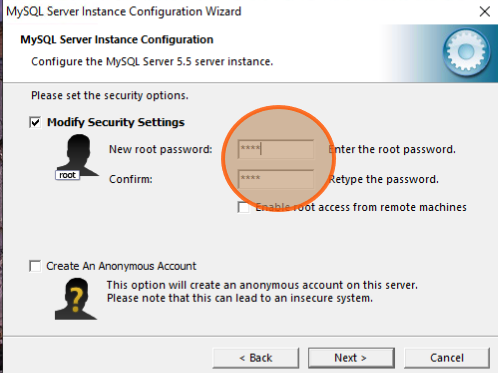 MySQL Server Instance Configuration Wizard
MySQL Server Instance Configuration
Configure the MySQL Server 5.5 server instance.
Please set the security options.
Modify Security Settings
New root password: **** Enter the root password.
root
Confirm: **** Retype the password.
Enable root access from remote machines
Create An Anonymous Account
This option will create an anonymous account on this server.
Please note that this can lead to an insecure system.
< Back Next > Cancel